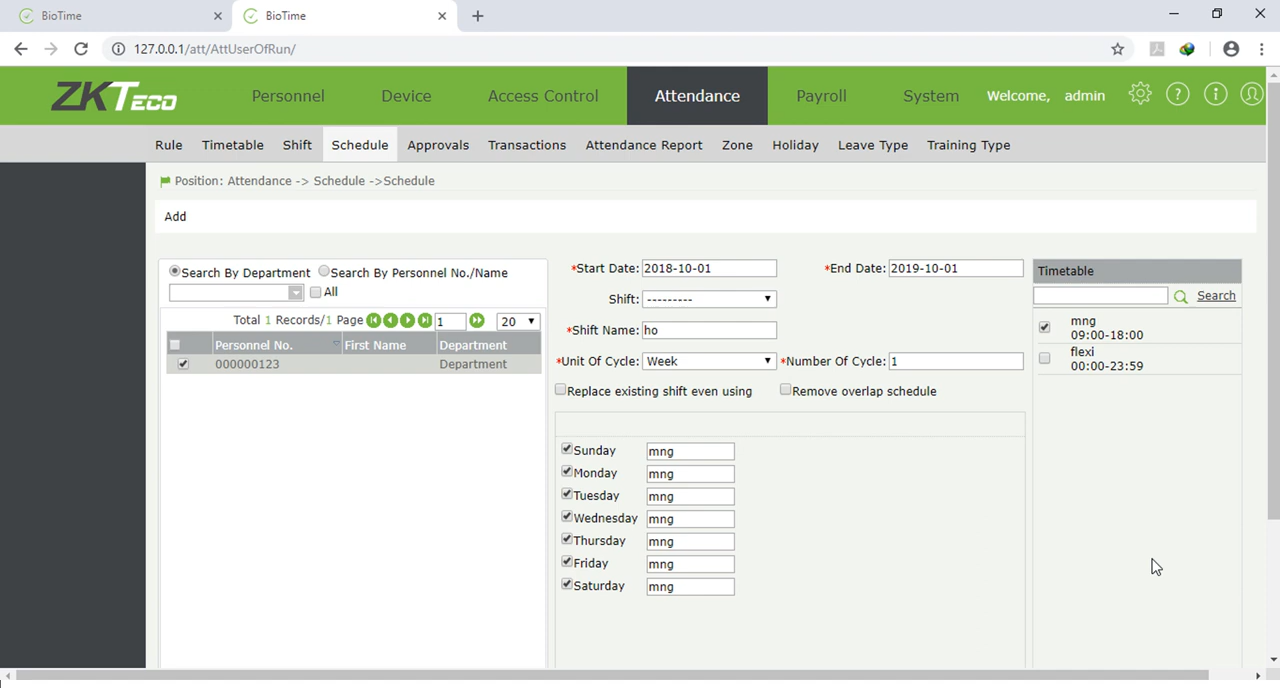 BioTime
BioTime
127.0.0.1/att/AttUserOfRun/
ZKTeco Personnel Device Access Control Attendance Payroll System Welcome, admin
Rule Timetable Shift Schedule Approvals Transactions Attendance Report Zone Holiday Leave Type Training Type
Position: Attendance -> Schedule ->Schedule
Add
Search By Department Search By Personnel No./Name
All
Total 1 Records/1 Page 1 20
Personnel No. First Name Department
000000123 Department
*Start Date: 2018-10-01 *End Date: 2019-10-01
Shift: ---------
*Shift Name: ho
*Unit Of Cycle: Week *Number Of Cycle: 1
Replace existing shift even using Remove overlap schedule
Sunday mng
Monday mng
Tuesday mng
Wednesday mng
Thursday mng
Friday mng
Saturday mng
Timetable
Search
mng
09:00-18:00
flexi
00:00-23:59